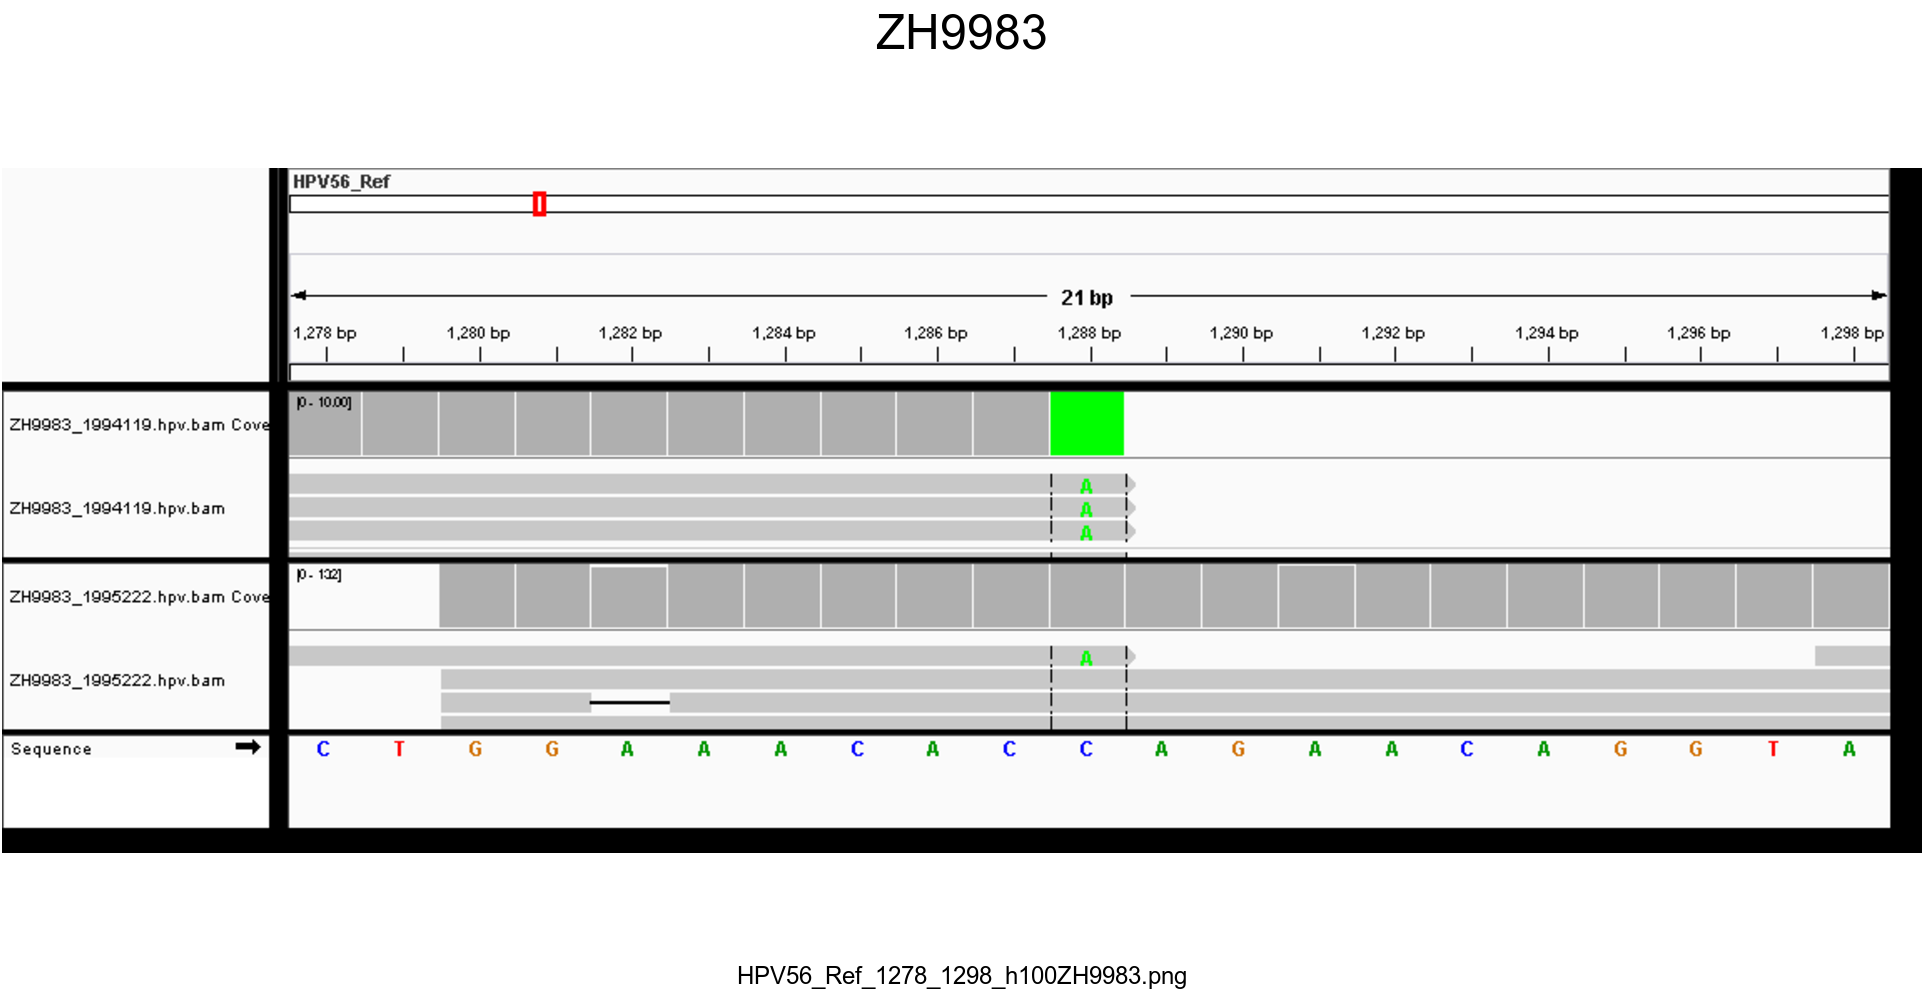 ZH9983
HPV56_Ref
21 bp
1,278 bp 1,280 bp 1,282 bp 1,284 bp 1,286 bp 1,288 bp 1,290 bp 1,292 bp 1,294 bp 1,296 bp 1,298 bp
[0 - 10.00]
ZH9983_1994119.hpv.bam Cove
A
ZH9983_1994119.hpv.bam A
A
[0 - 132]
ZH9983_1995222.hpv.bam Cove
A
ZH9983_1995222.hpv.bam
Sequence C T G G A A A C A C C A G A A C A G G T A
HPV56_Ref_1278_1298_h100ZH9983.png